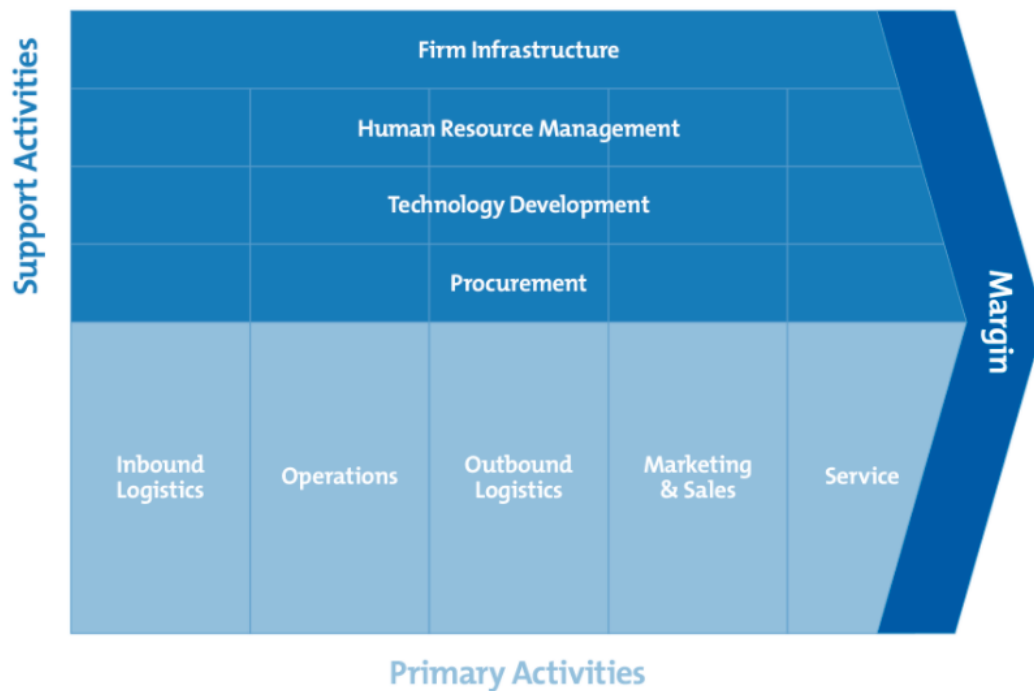 Support Activities
Firm Infrastructure
Human Resource Management
Technology Development
Procurement
Inbound
Logistics
Operations
Outbound
Logistics
Marketing
& Sales
Service
Margin
Primary Activities